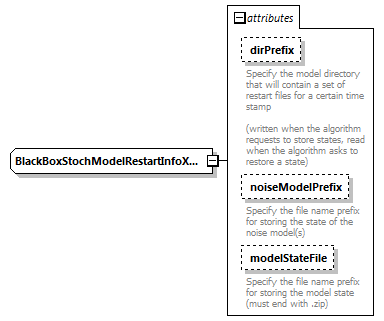 attributes
dirPrefix
Specify the model directory
that will contain a set of
restart files for a certain time
stamp
(written when the algorithm
requests to store states, read
when the algorithm asks to
restore a state)
BlackBoxStochModelRestartInfoX...
noiseModelPrefix
Specify the file name prefix
for storing the state of the
noise model(s)
modelStateFile
Specify the file name prefix
for storing the model state
(must end with .zip)